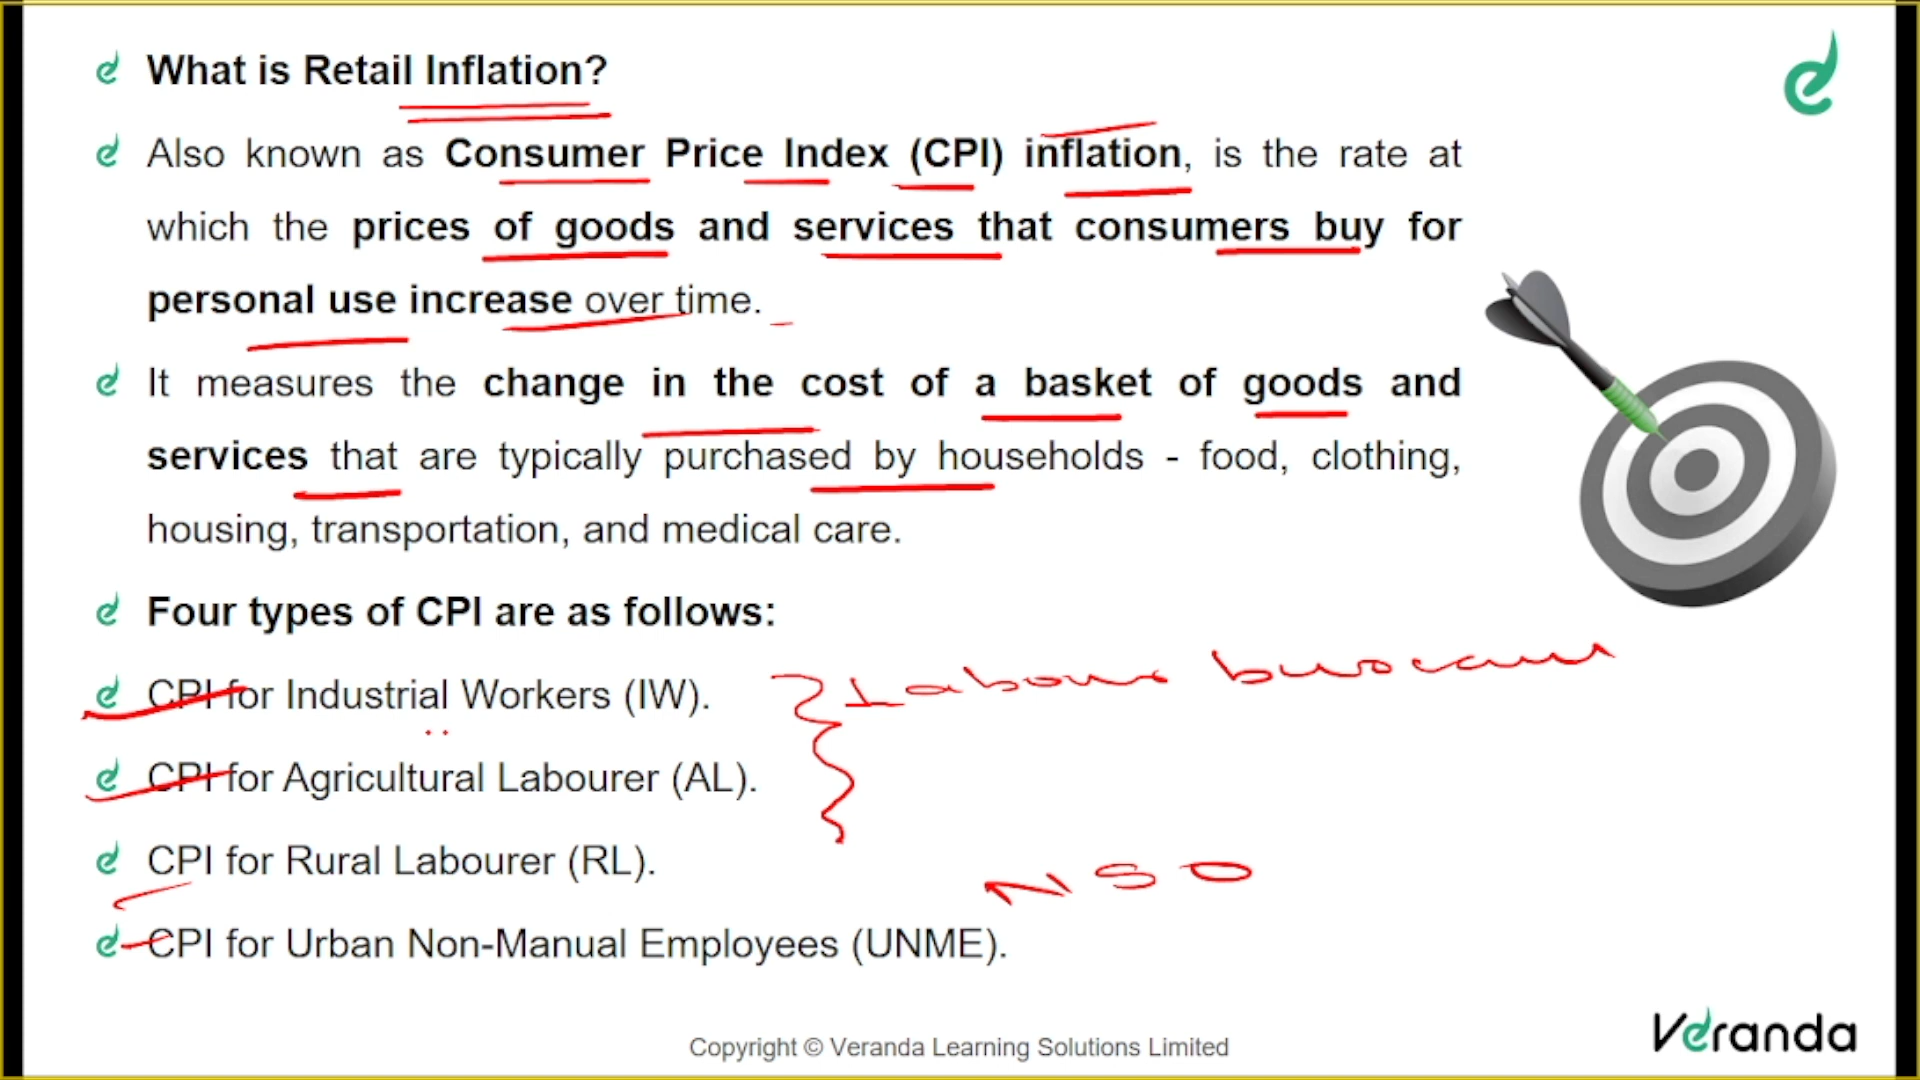 What is Retail Inflation?
Also known as Consumer Price Index (CPI) inflation, is the rate at
which the prices of goods and services that consumers buy for
personal use increase over time.
It measures the change in the cost of a basket of goods and
services that are typically purchased by households - food, clothing,
housing, transportation, and medical care.
Four types of CPI are as follows:
CPI for Industrial Workers (IW).
Labour bureau
CPI for Agricultural Labourer (AL).
CPI for Rural Labourer (RL).
NSO
CPI for Urban Non-Manual Employees (UNME).
Veranda
Copyright © Veranda Learning Solutions Limited